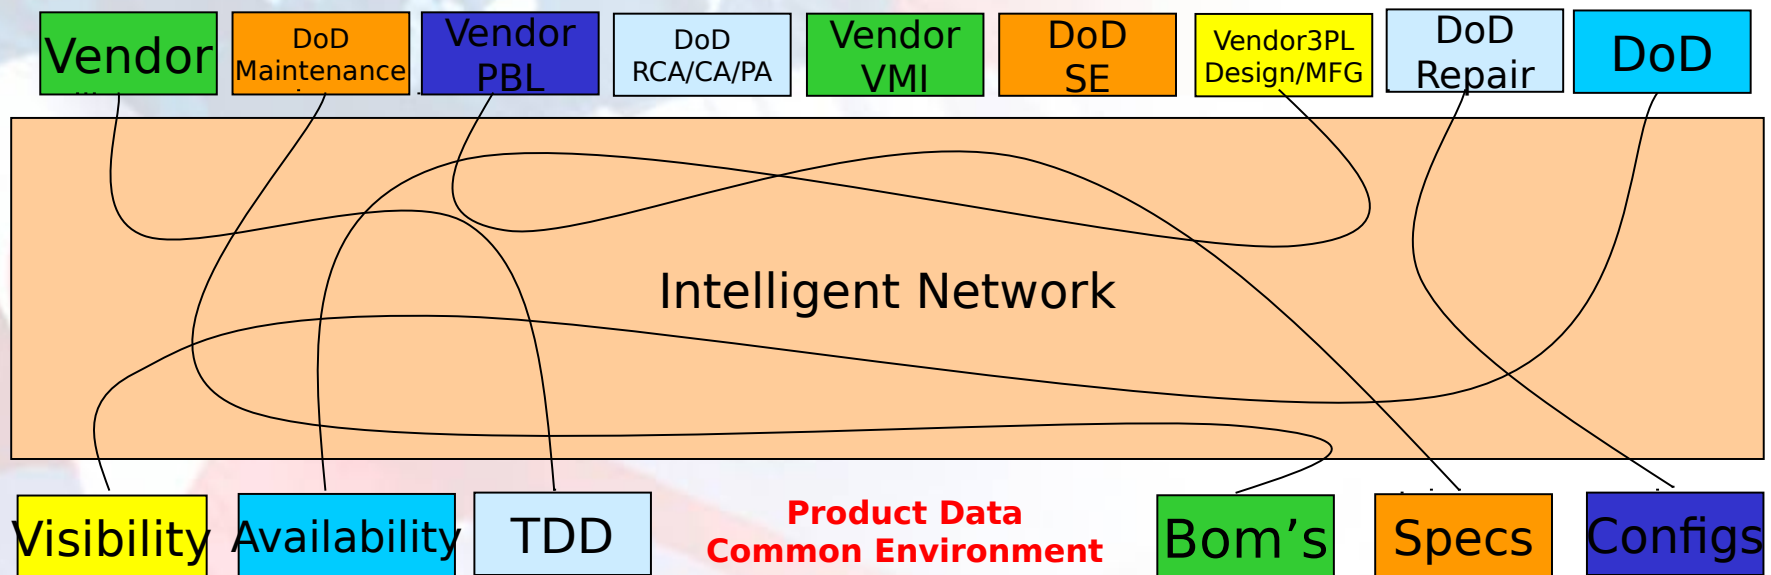 Vendor
DoD
Maintenance
Vendor
PBL
DoD
RCA/CA/PA
Vendor
VMI
DoD
SE
Vendor3PL
Design/MFG
DoD
Repair
DoD
Intelligent Network
Visibility
Availability
TDD
Product Data
Common Environment
Bom’s
Specs
Configs